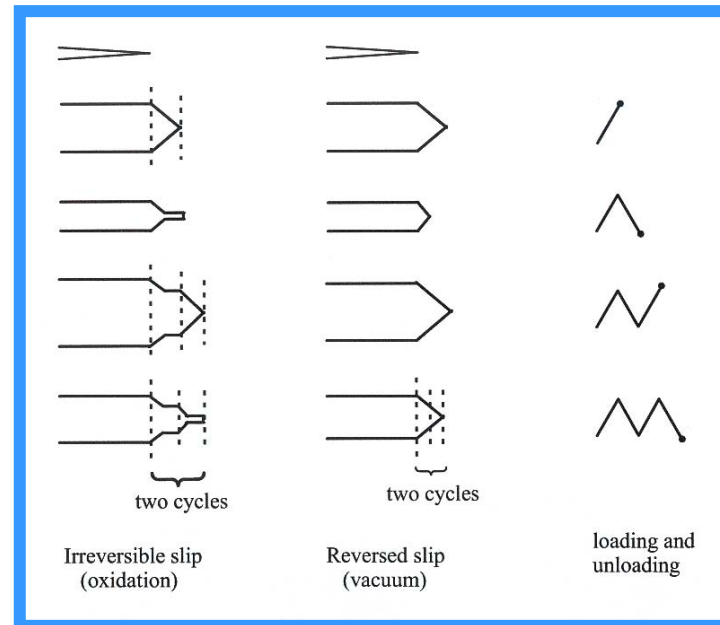 two cycles
two cycles
Irreversible slip
(oxidation)
Reversed slip
(vacuum)
loading and
unloading